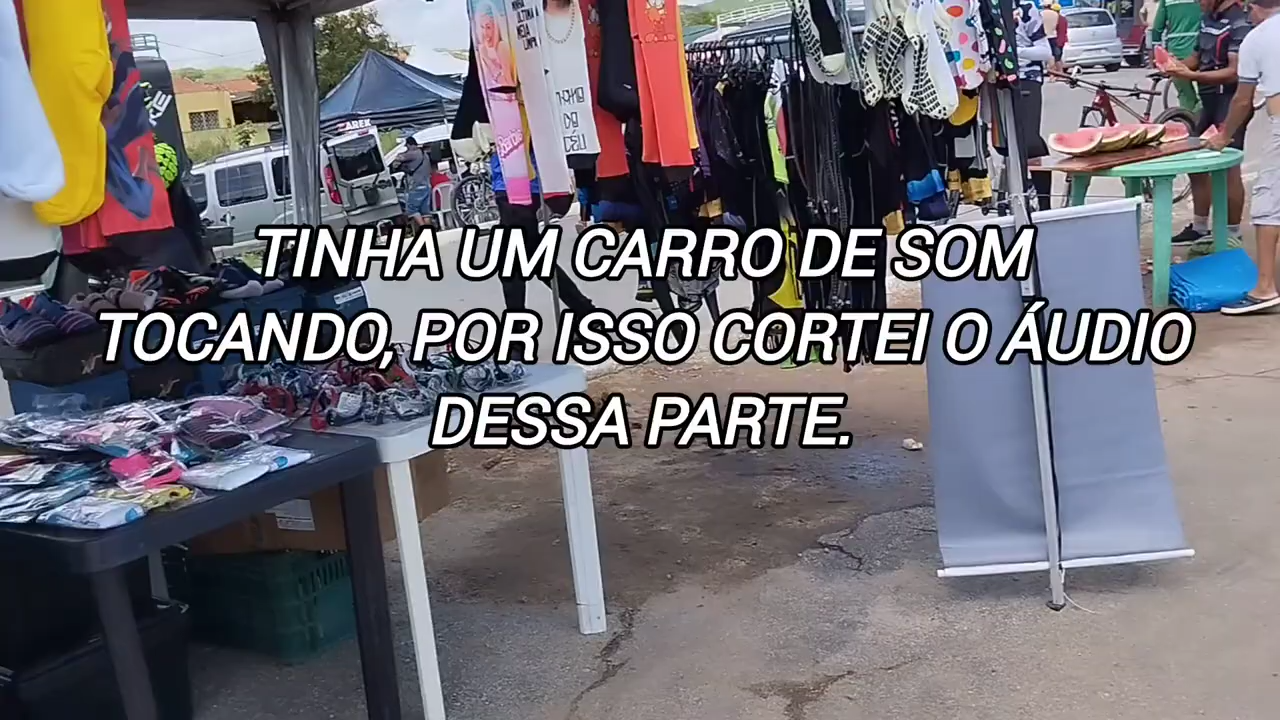 TINHA UM CARRO DE SOM
TOCANDO, POR ISSO CORTEI O ÁUDIO
DESSA PARTE.